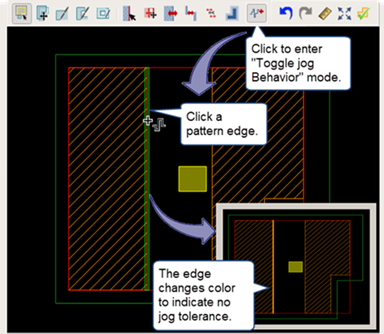 Click to enter
"Toggle jog
Behavior" mode.
Click a
pattern edge.
The edge
changes color
to indicate no
jog tolerance.